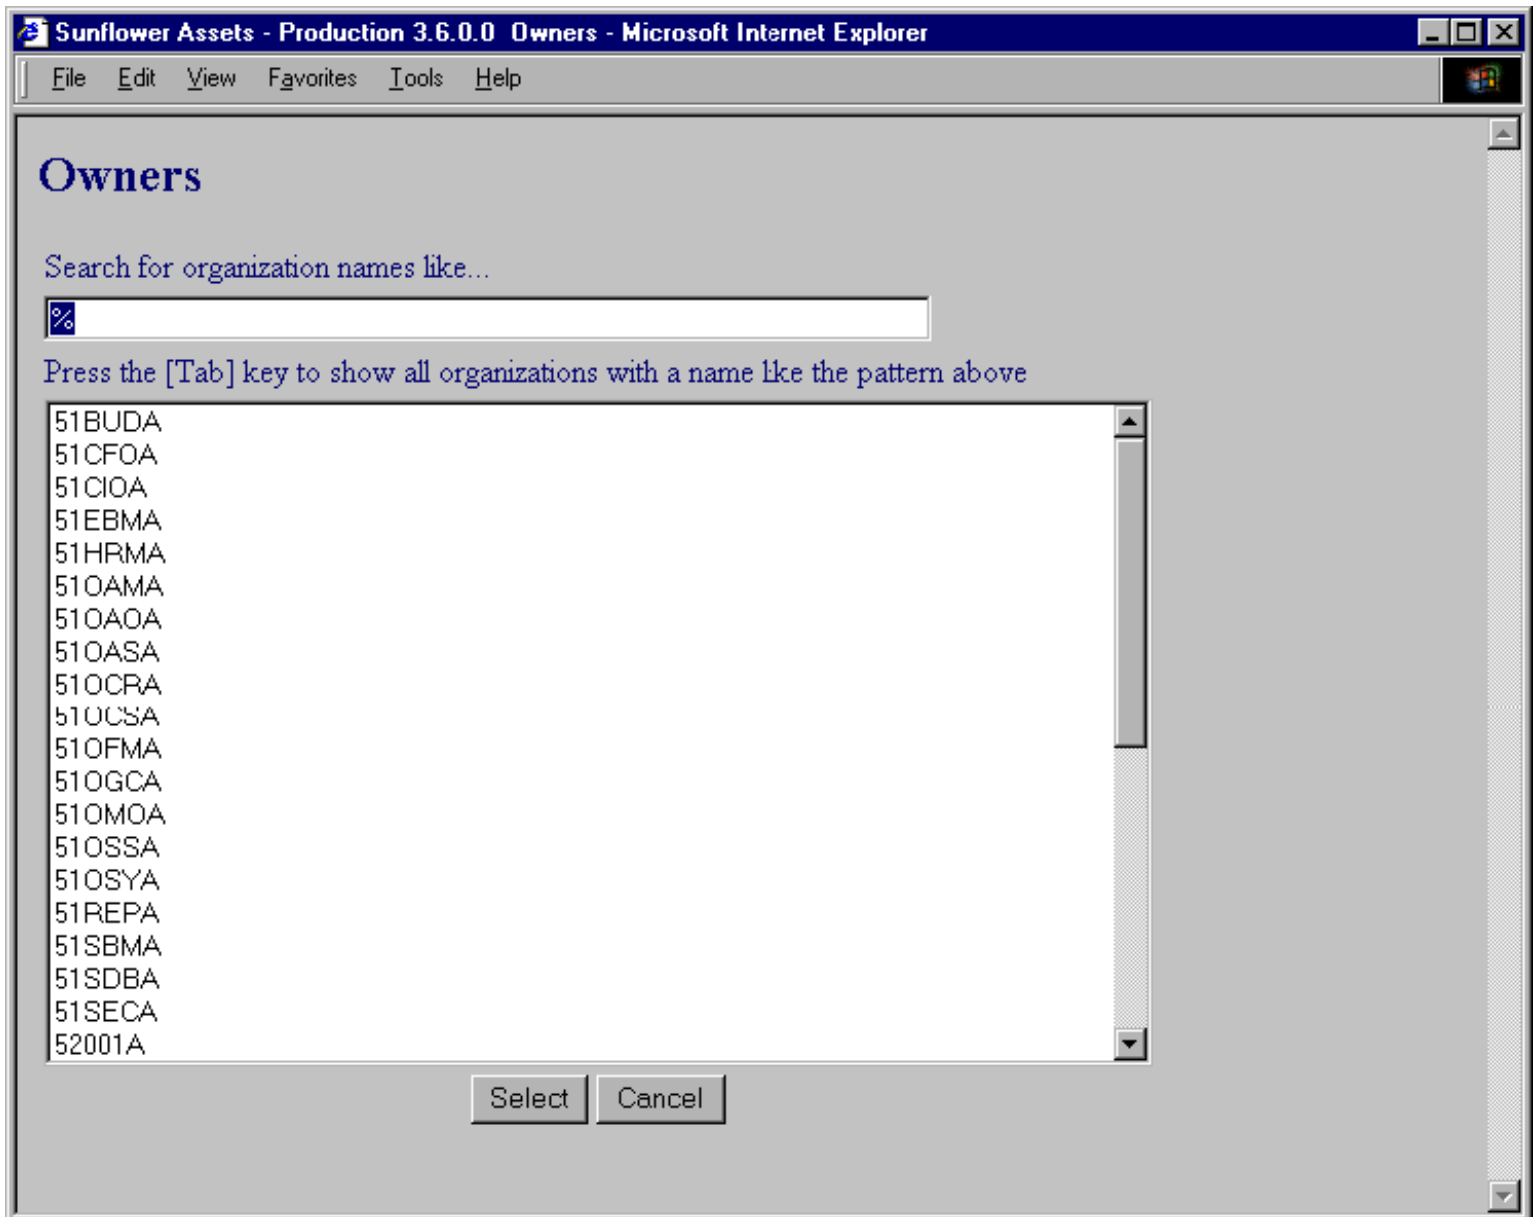 Sunflower Assets - Production 3.6.0.0 Owners - Microsoft Internet Explorer
File Edit View Favorites Tools Help
Owners
Search for organization names like...
%
Press the [Tab] key to show all organizations with a name like the pattern above
51BUDA
51CFOA
51CIOA
51EBMA
51HRMA
51OAMA
51OAOA
51OASA
51OCRA
51OCSA
51OFMA
51OGCA
51OMOA
51OSSA
51OSYA
51REPA
51SBMA
51SDBA
51SECA
52001A
Select Cancel